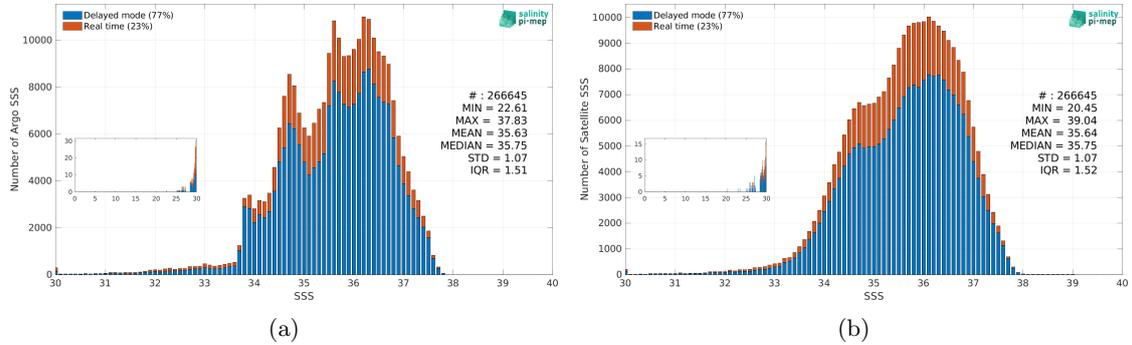 Delayed mode (77%)
Real time (23%)
salinity
pi-mep
Number of Argo SSS
10000
8000
6000
4000
2000
0
# : 266645
MIN = 22.61
MAX = 37.83
MEAN = 35.63
MEDIAN = 35.75
STD = 1.07
IQR = 1.51
30
20
10
0
0 5 10 15 20 25 30
30 31 32 33 34 35 36 37 38 39 40
SSS
(a)
Delayed mode (77%)
Real time (23%)
salinity
pi-mep
Number of Satellite SSS
10000
9000
8000
7000
6000
5000
4000
3000
2000
1000
0
# : 266645
MIN = 20.45
MAX = 39.04
MEAN = 35.64
MEDIAN = 35.75
STD = 1.07
IQR = 1.52
15
10
5
0
0 5 10 15 20 25 30
30 31 32 33 34 35 36 37 38 39 40
SSS
(b)